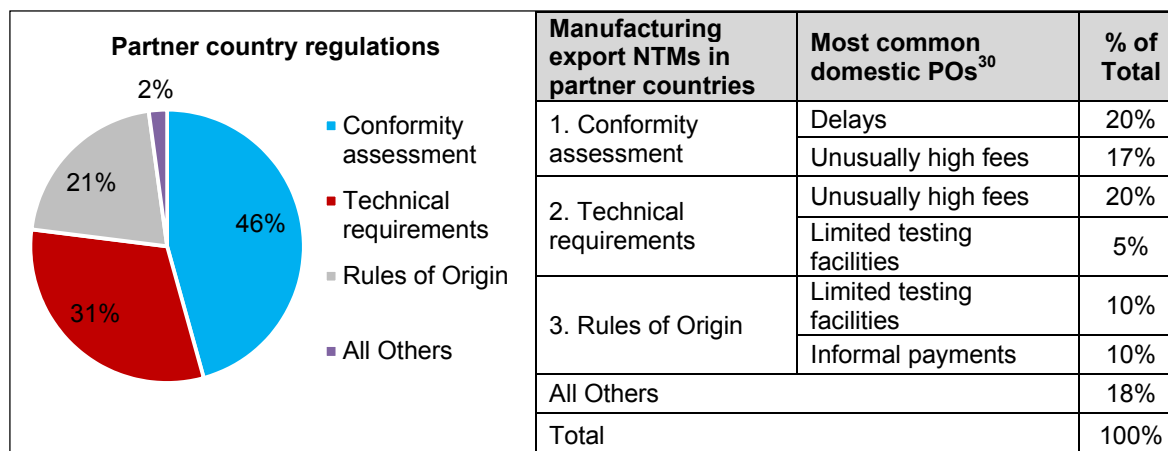 Partner country regulations
2%
21%
46%
31%
Conformity
assessment
Technical
requirements
Rules of Origin
All Others
Manufacturing
export NTMs in
partner countries
Most common
domestic POs30
% of
Total
1. Conformity
assessment
Delays
20%
Unusually high fees
17%
2. Technical
requirements
Unusually high fees
20%
Limited testing
facilities
5%
3. Rules of Origin
Limited testing
facilities
10%
Informal payments
10%
All Others
18%
Total
100%